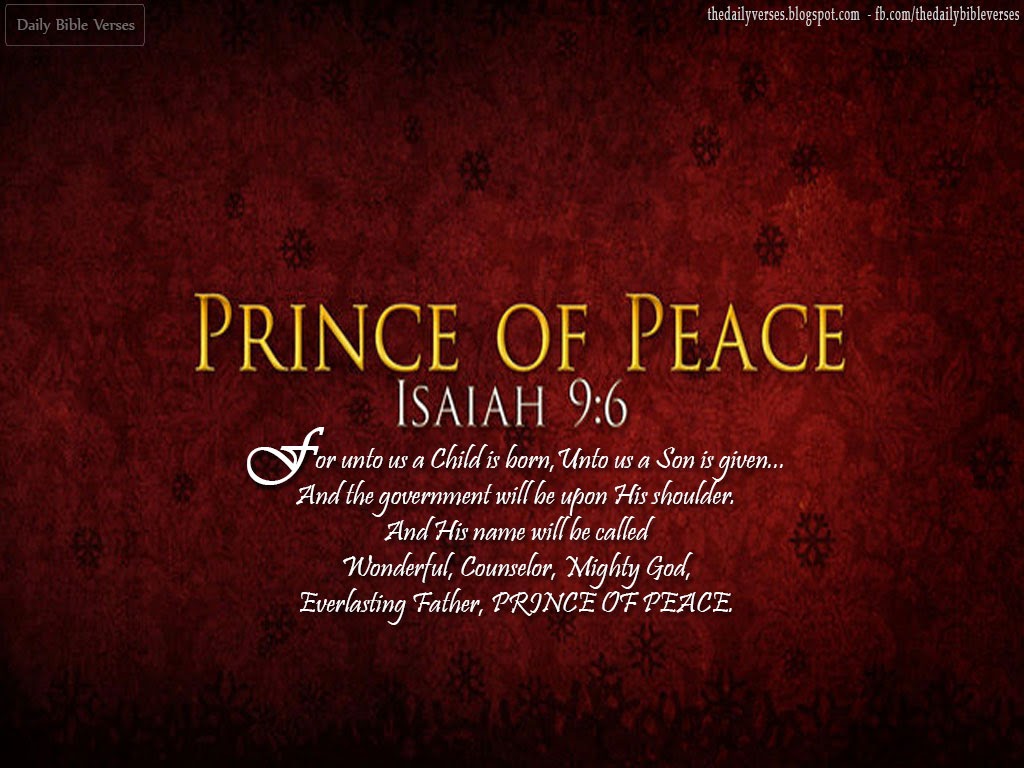 Daily Bible Verses
thedailyverses.blogspot.com - fb.com/thedailybibleverses
PRINCE OF PEACE
ISAIAH 9:6
For unto us a Child is born, Unto us a Son is given...
And the government will be upon His shoulder.
And His name will be called
Wonderful, Counselor, Mighty God,
Everlasting Father, PRINCE OF PEACE.